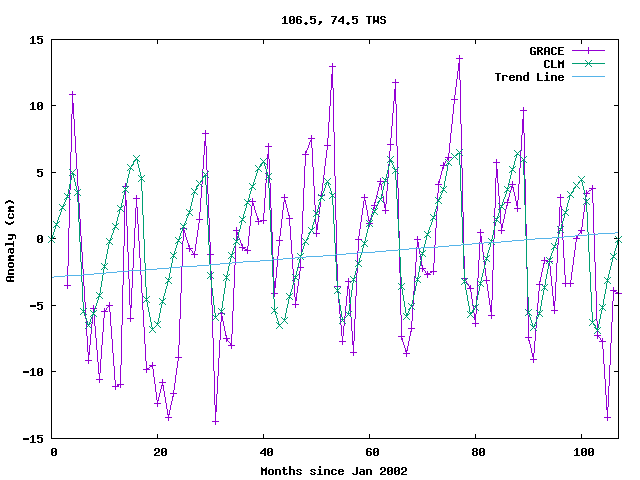 106.5, 74.5 TWS
GRACE
CLM
Trend Line
15
10
5
0
-5
-10
-15
Anomaly (cm)
0 20 40 60 80 100
Months since Jan 2002